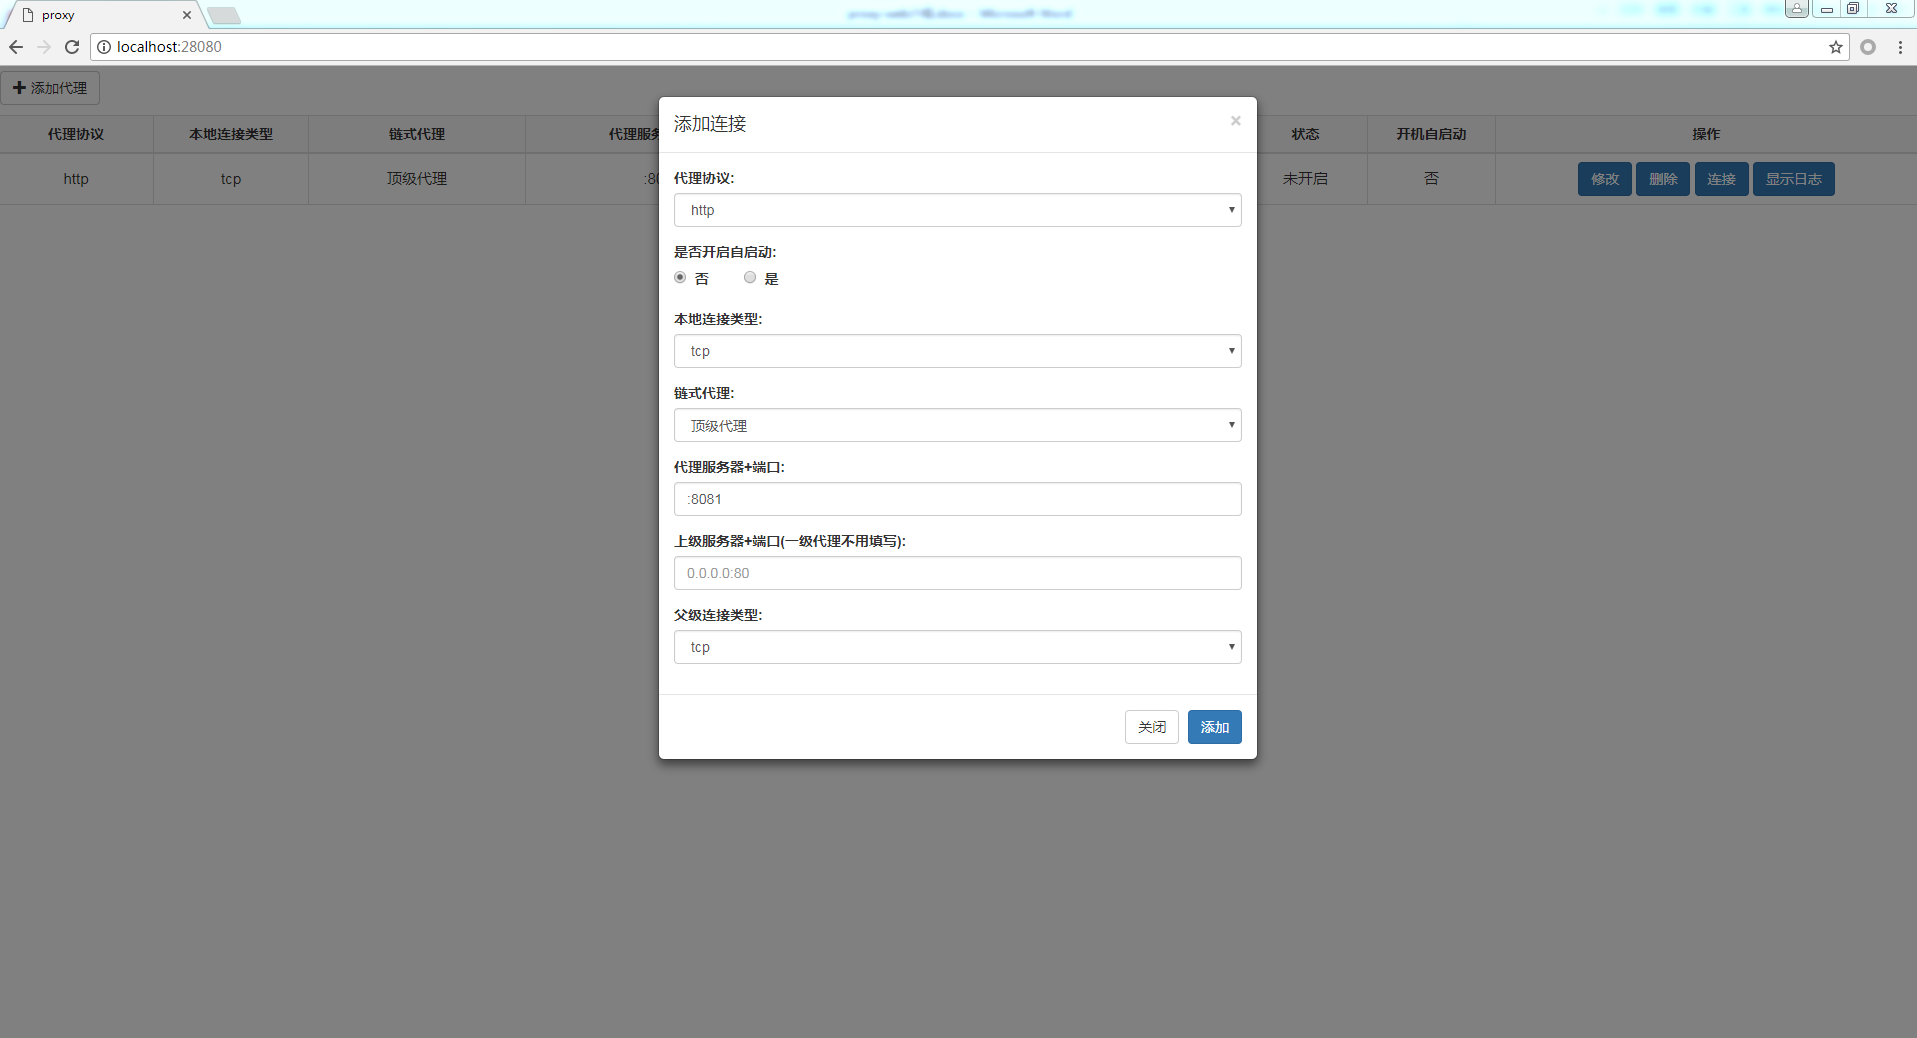 proxy
localhost:28080
添加代理
代理协议 本地连接类型 链式代理 代理服务 状态 开机自启动 操作
http tcp 顶级代理 未开启 否 修改 删除 连接 显示日志
添加连接 ×
代理协议:
http
是否开启自启动:
否 是
本地连接类型:
tcp
链式代理:
顶级代理
代理服务器+端口:
:8081
上级服务器+端口(一级代理不用填写):
0.0.0.0:80
父级连接类型:
tcp
关闭 添加